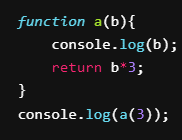 function a(b){
    console.log(b);
    return b*3;
}
console.log(a(3));